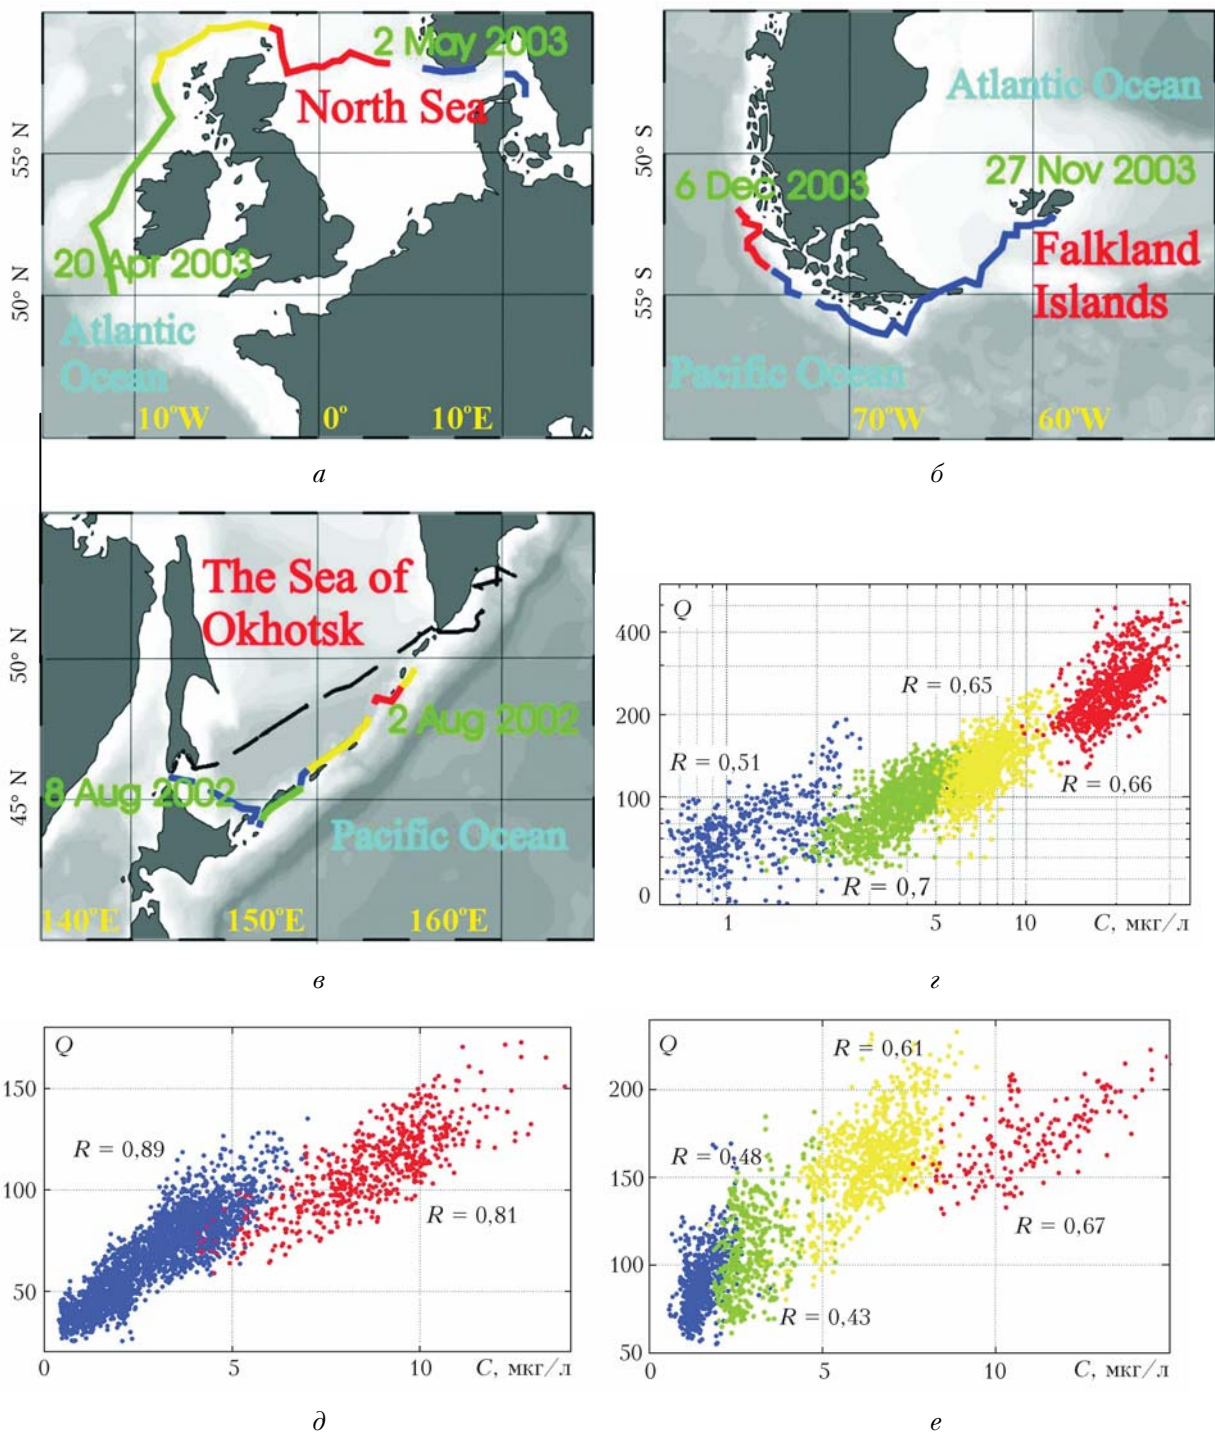 2 May 2003
North Sea
55° N
20 Apr 2003
50° N
Atlantic
Ocean
10°W
0°
10°E
а
Atlantic Ocean
50° S
27 Nov 2003
6 Dec 2003
Falkland
Islands
55° S
Pacific Ocean
70°W
60°W
б
The Sea of
Okhotsk
50° N
2 Aug 2002
8 Aug 2002
45° N
Pacific Ocean
140°E
150°E
160°E
в
Q
400
300
R = 0,65
200
R = 0,51
R = 0,66
100
R = 0,7
0
1
5
10
C, мкг/л
г
Q
150
R = 0,89
100
R = 0,81
50
0
5
10
C, мкг/л
д
Q
R = 0,61
200
R = 0,48
150
R = 0,67
100
R = 0,43
50
0
5
10
C, мкг/л
е